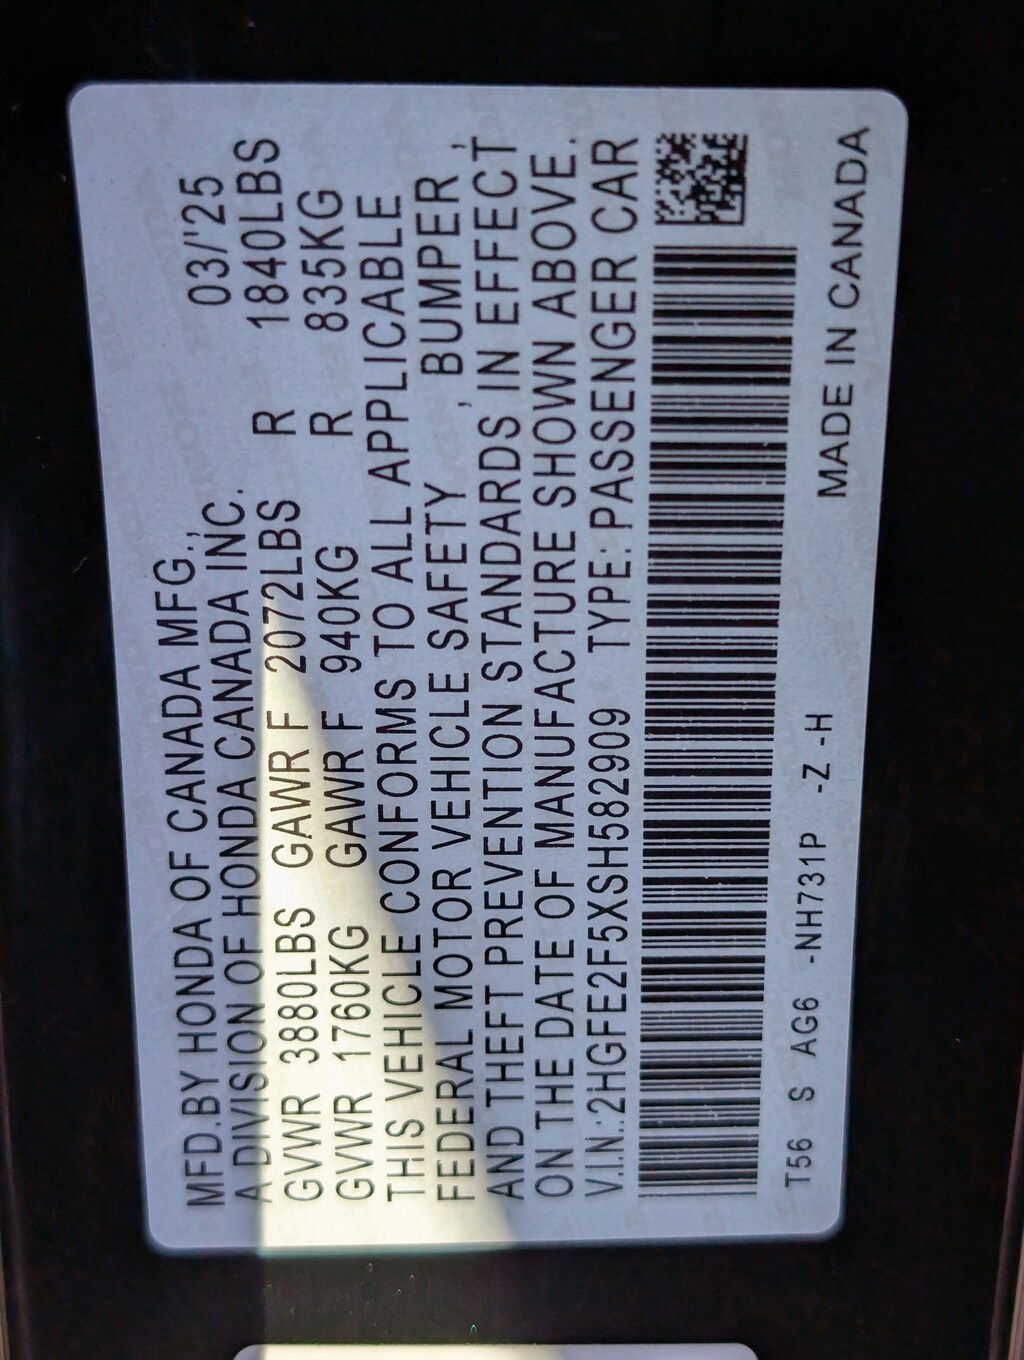 MFD.BY HONDA OF CANADA MFG.,
A DIVISION OF HONDA CANADA INC. 03/'25
GVWR 3880LBS GAWR F 2072LBS R 1840LBS
GVWR 1760KG GAWR F 940KG R 835KG
THIS VEHICLE CONFORMS TO ALL APPLICABLE
FEDERAL MOTOR VEHICLE SAFETY , BUMPER ,
AND THEFT PREVENTION STANDARDS IN EFFECT
ON THE DATE OF MANUFACTURE SHOWN ABOVE.
V.I.N.:2HGFE2F5XSH582909 TYPE: PASSENGER CAR
T56 S AG6 -NH731P -Z -H MADE IN CANADA